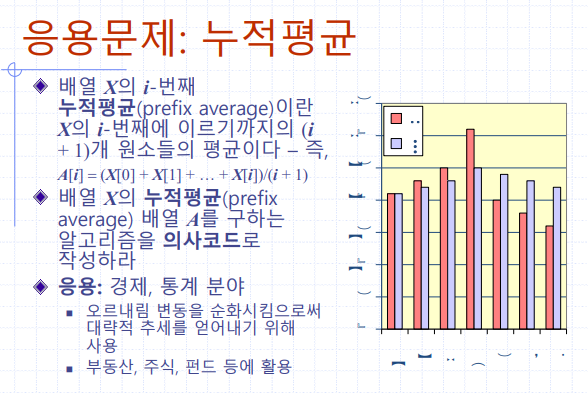 응용문제: 누적평균
배열 X의 i-번째
누적평균(prefix average)이란
X의 i-번째에 이르기까지의 (i
+ 1)개 원소들의 평균이다 – 즉,
A[i] = (X[0] + X[1] + … + X[i])/(i + 1)
배열 X의 누적평균(prefix
average) 배열 A를 구하는
알고리즘을 의사코드로
작성하라
응용: 경제, 통계 분야
오르내림 변동을 순화시킴으로써
대략적 추세를 얻어내기 위해
사용
부동산, 주식, 펀드 등에 활용